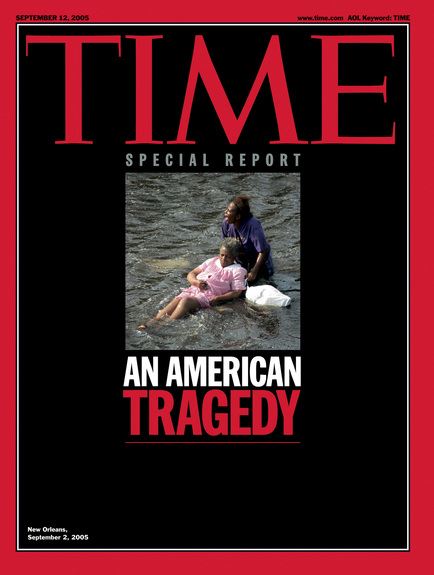 SEPTEMBER 12, 2005
www.time.com AOL Keyword: TIME
TIME
SPECIAL REPORT
AN AMERICAN
TRAGEDY
New Orleans,
September 2, 2005